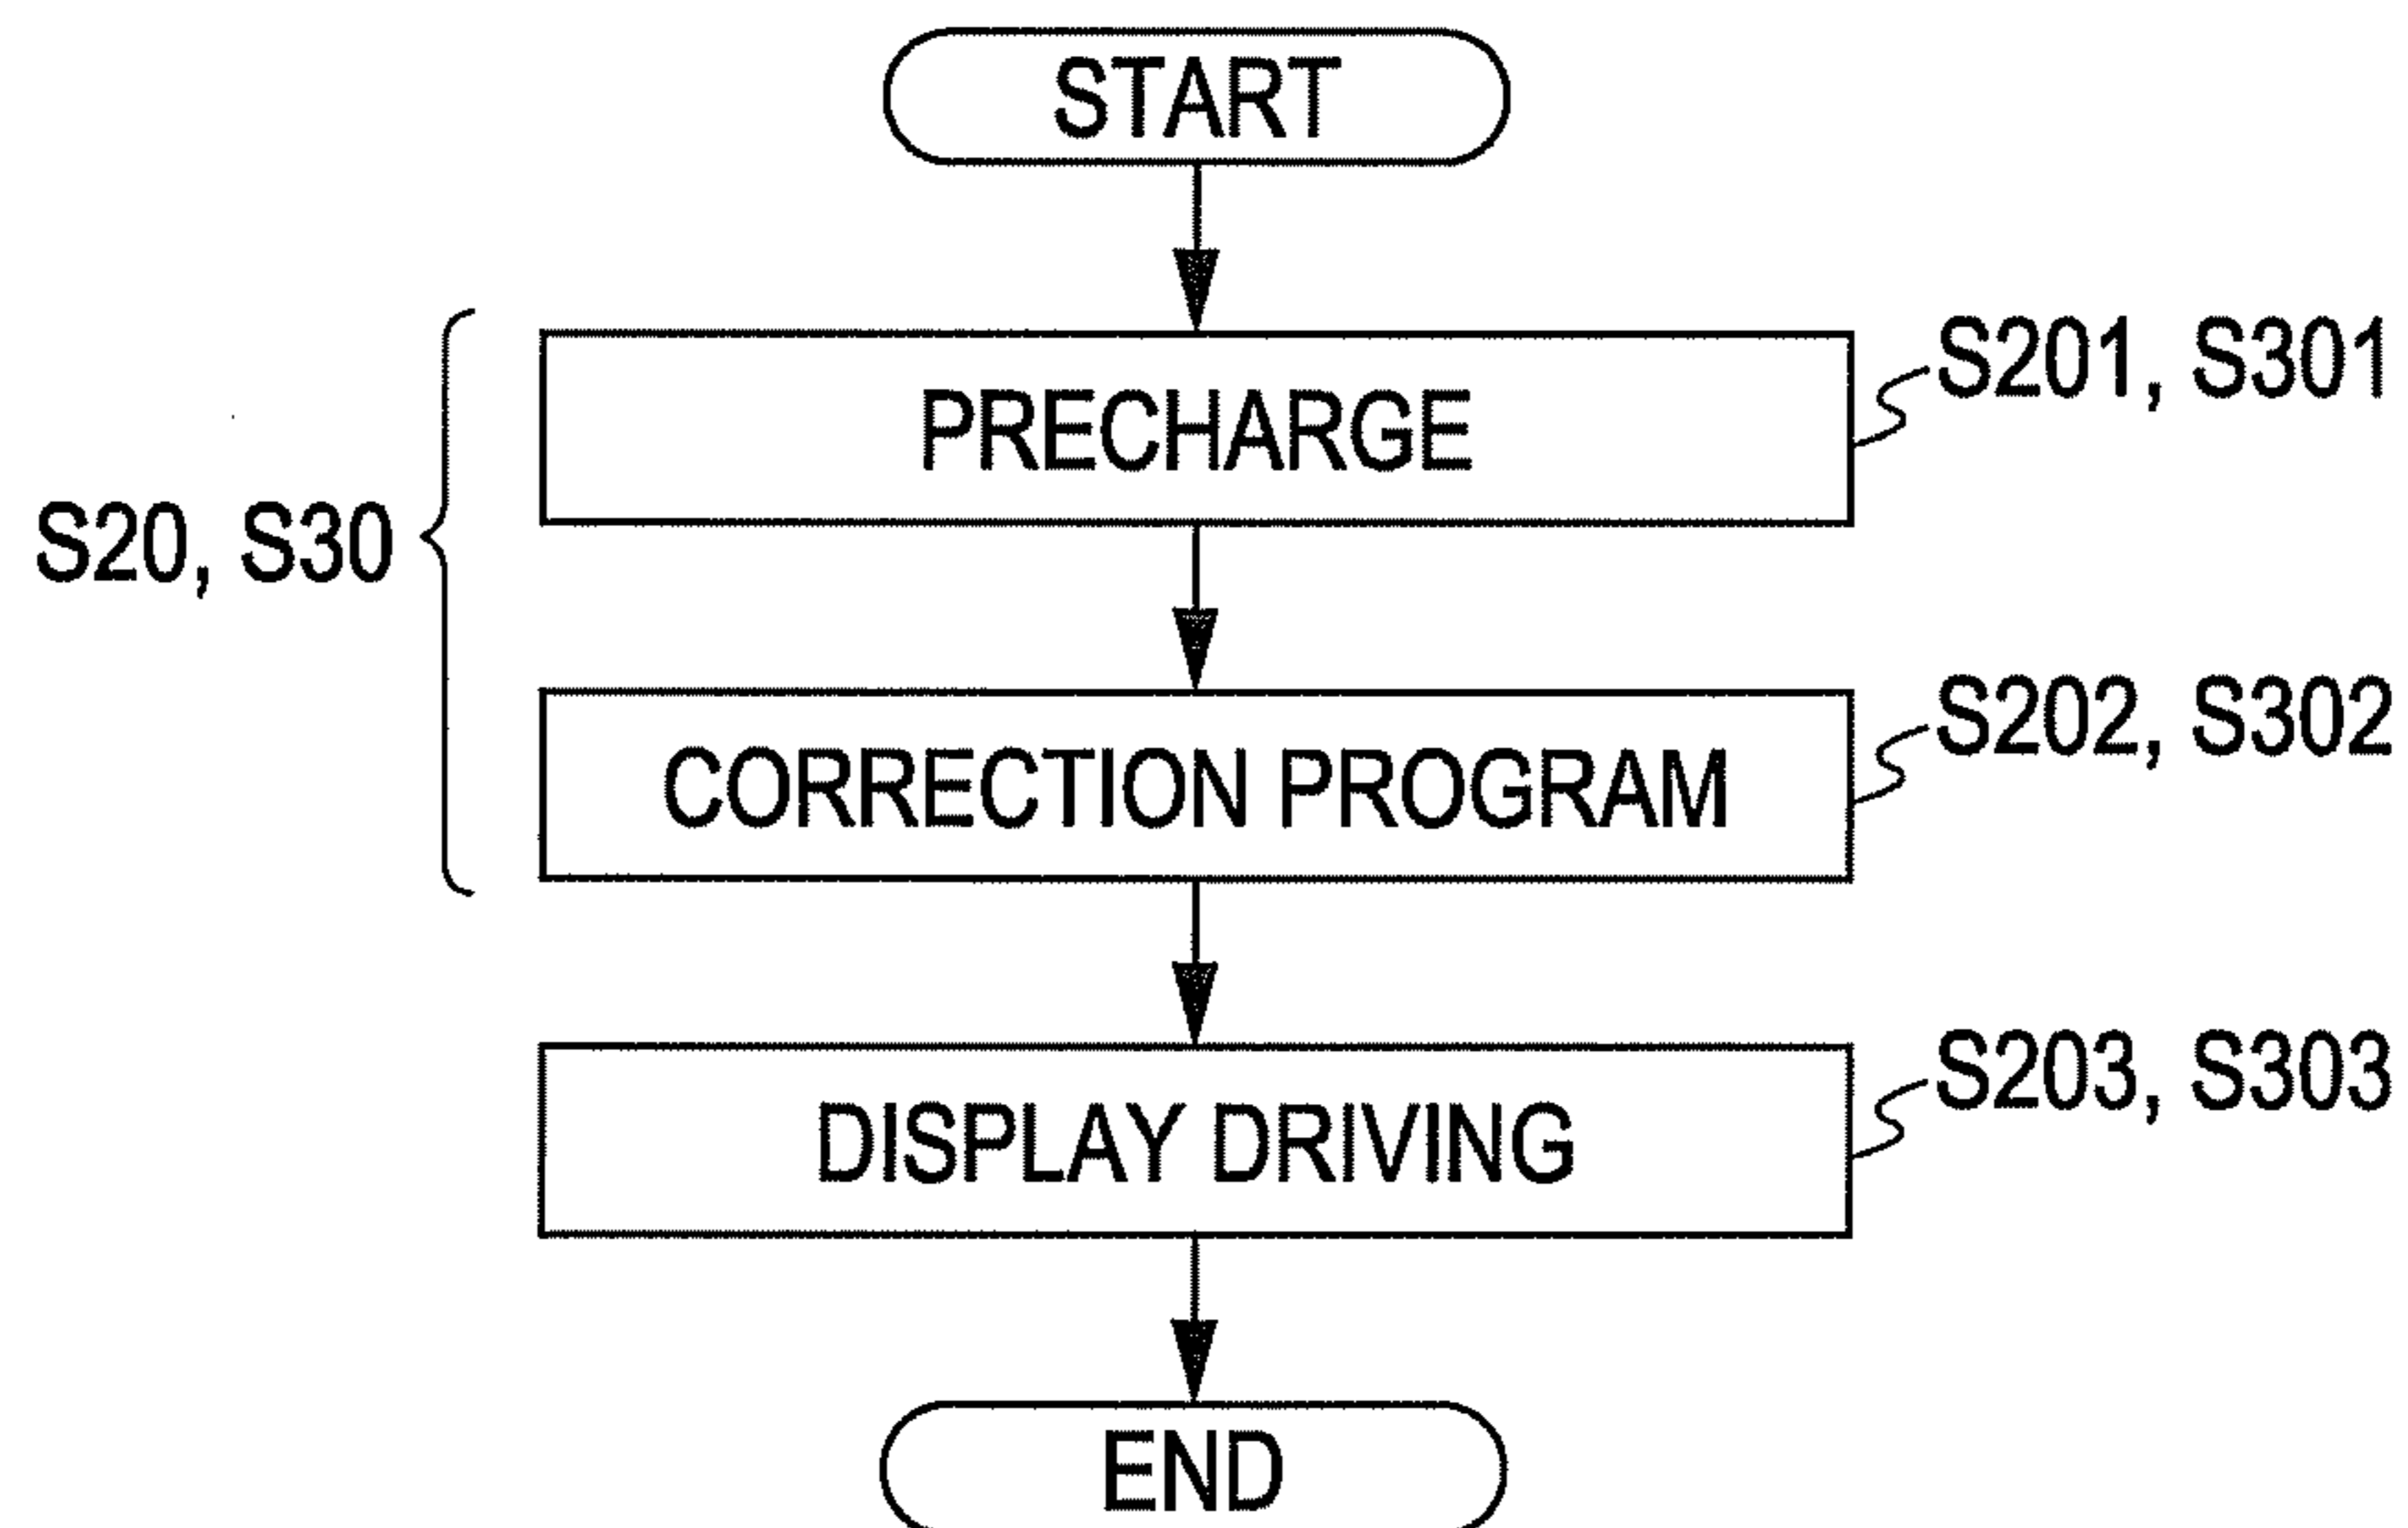 START
PRECHARGE
S201, S301
S20, S30
CORRECTION PROGRAM
S202, S302
DISPLAY DRIVING
S203, S303
END